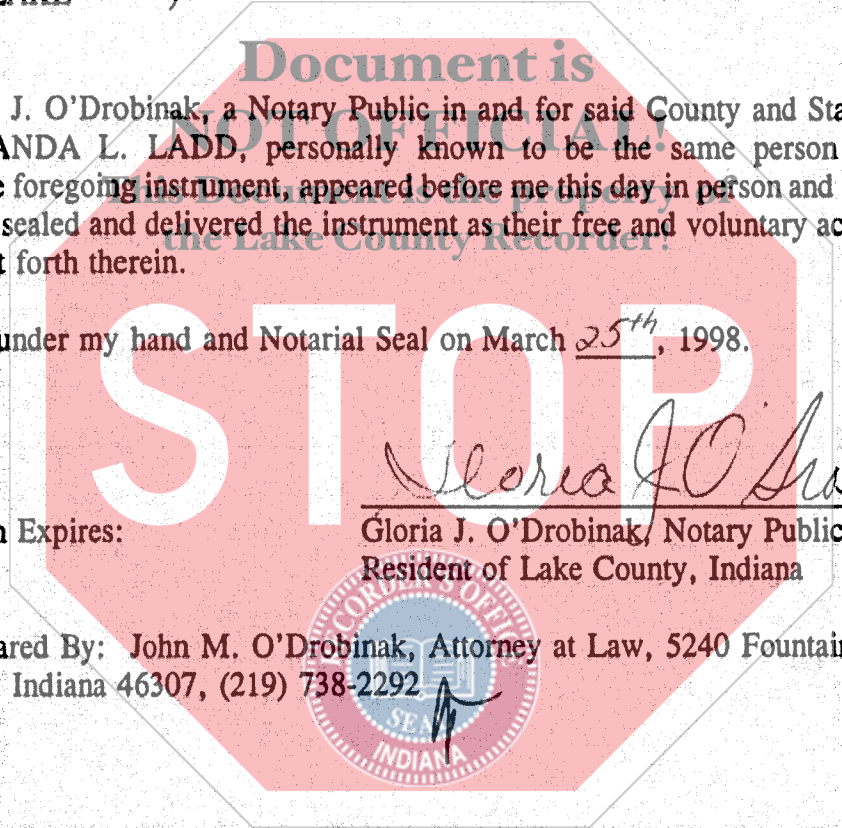 Document is
J. O'Drobinak, a Notary Public in and for said County and Sta
NOT OFFICIAL!
ANDA L. LADD, personally known to be the same person
e foregoing instrument, appeared before me this day in person and
This Document is the property of
sealed and delivered the instrument as their free and voluntary ac
the Lake County Recorder!
t forth therein.
under my hand and Notarial Seal on March 25th, 1998.
STOP
Gloria J O'Dro
n Expires:
Gloria J. O'Drobinak, Notary Public
Resident of Lake County, Indiana
RECORDER'S OFFICE
ared By: John M. O'Drobinak, Attorney at Law, 5240 Fountain
Indiana 46307, (219) 738-2292
SEAL
INDIANA